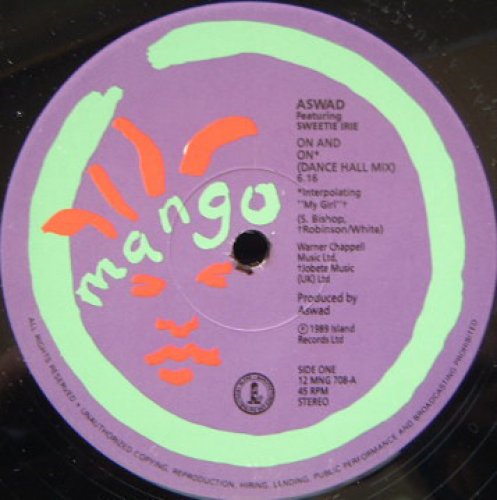 mango
ASWAD
Featuring
SWEETIE IRIE
ON AND
ON*
(DANCE HALL MIX)
6.16
*Interpolating
"My Girl"†
(S. Bishop,
†Robinson/White)
Warner Chappell
Music Ltd,
†Jobete Music
(UK) Ltd
Produced by
Aswad
℗ 1989 Island
Records Ltd
SIDE ONE
12 MNG 708-A
45 RPM
STEREO
ALL RIGHTS RESERVED • UNAUTHORIZED COPYING, REPRODUCTION, HIRING, LENDING, PUBLIC PERFORMANCE AND BROADCASTING PROHIBITED